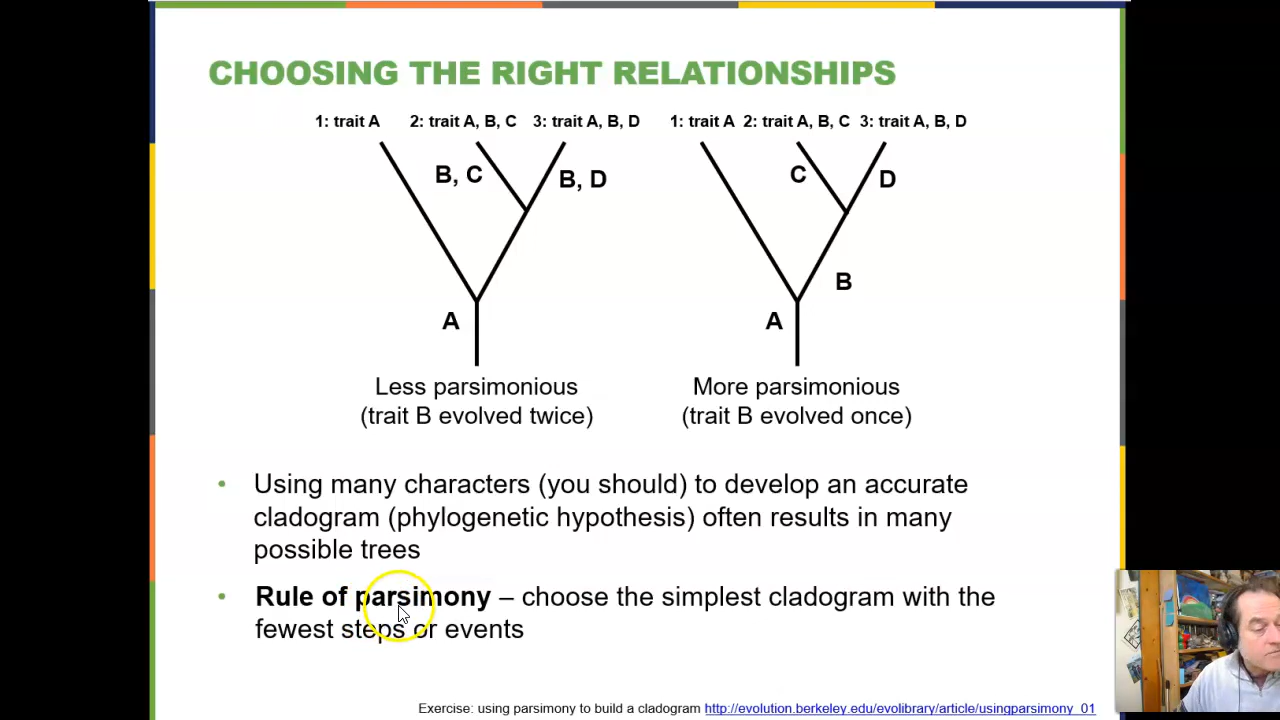 CHOOSING THE RIGHT RELATIONSHIPS
1: trait A 2: trait A, B, C 3: trait A, B, D 1: trait A 2: trait A, B, C 3: trait A, B, D
B, C B, D C D
B
A A
Less parsimonious More parsimonious
(trait B evolved twice) (trait B evolved once)
• Using many characters (you should) to develop an accurate
cladogram (phylogenetic hypothesis) often results in many
possible trees
• Rule of parsimony – choose the simplest cladogram with the
fewest steps or events
Exercise: using parsimony to build a cladogram http://evolution.berkeley.edu/evolibrary/article/usingparsimony_01